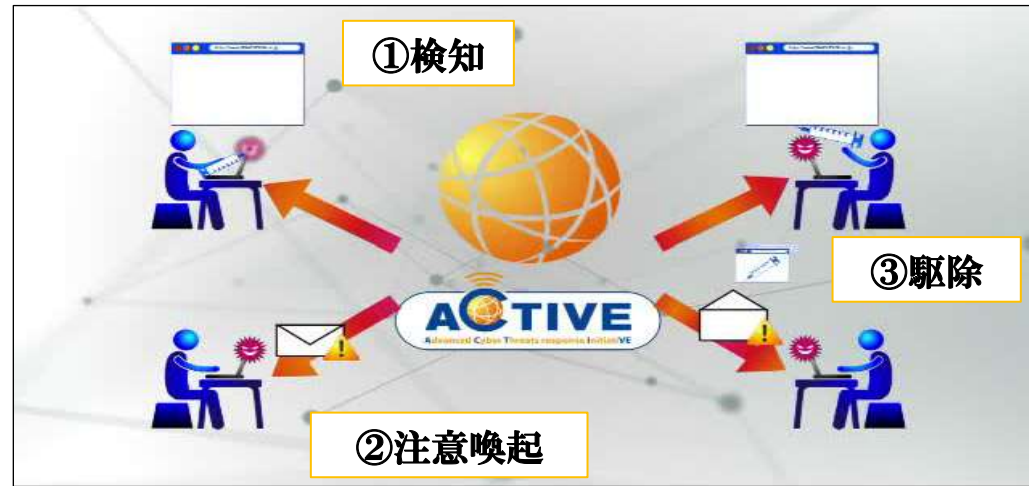 ①検知
③駆除
ACTIVE
Advanced Cyber Threats response InitiatiVE
②注意喚起